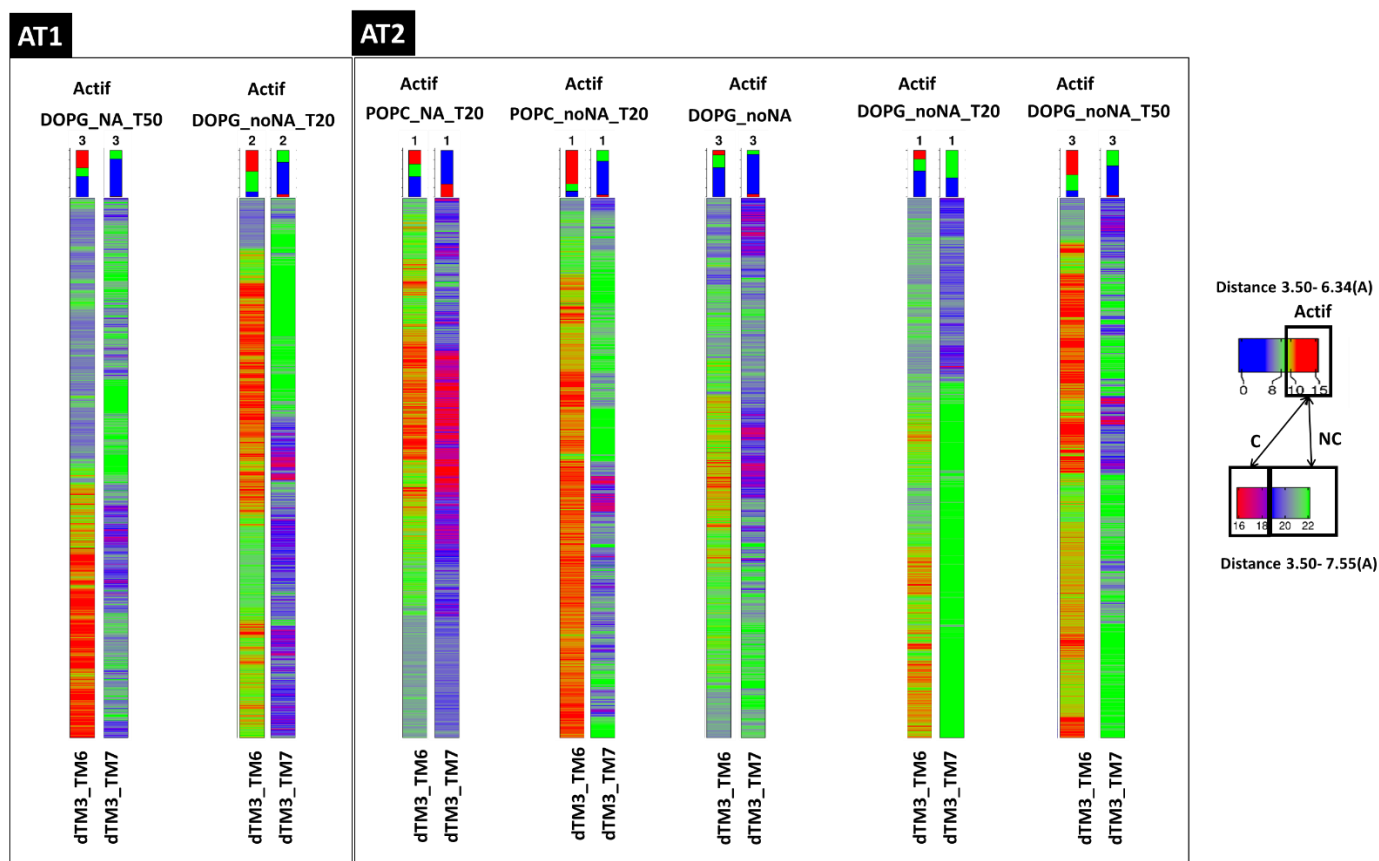 AT1
AT2
Actif
DOPG_NA_T50
3 3
Actif
DOPG_noNA_T20
2 2
Actif
POPC_NA_T20
1 1
Actif
POPC_noNA_T20
1 1
Actif
DOPG_noNA
3 3
Actif
DOPG_noNA_T20
1 1
Actif
DOPG_noNA_T50
3 3
dTM3_TM6
dTM3_TM7
dTM3_TM6
dTM3_TM7
dTM3_TM6
dTM3_TM7
dTM3_TM6
dTM3_TM7
dTM3_TM6
dTM3_TM7
dTM3_TM6
dTM3_TM7
dTM3_TM6
dTM3_TM7
Distance 3.50- 6.34(A)
Actif
0 8 10 15
C NC
16 18 20 22
Distance 3.50- 7.55(A)